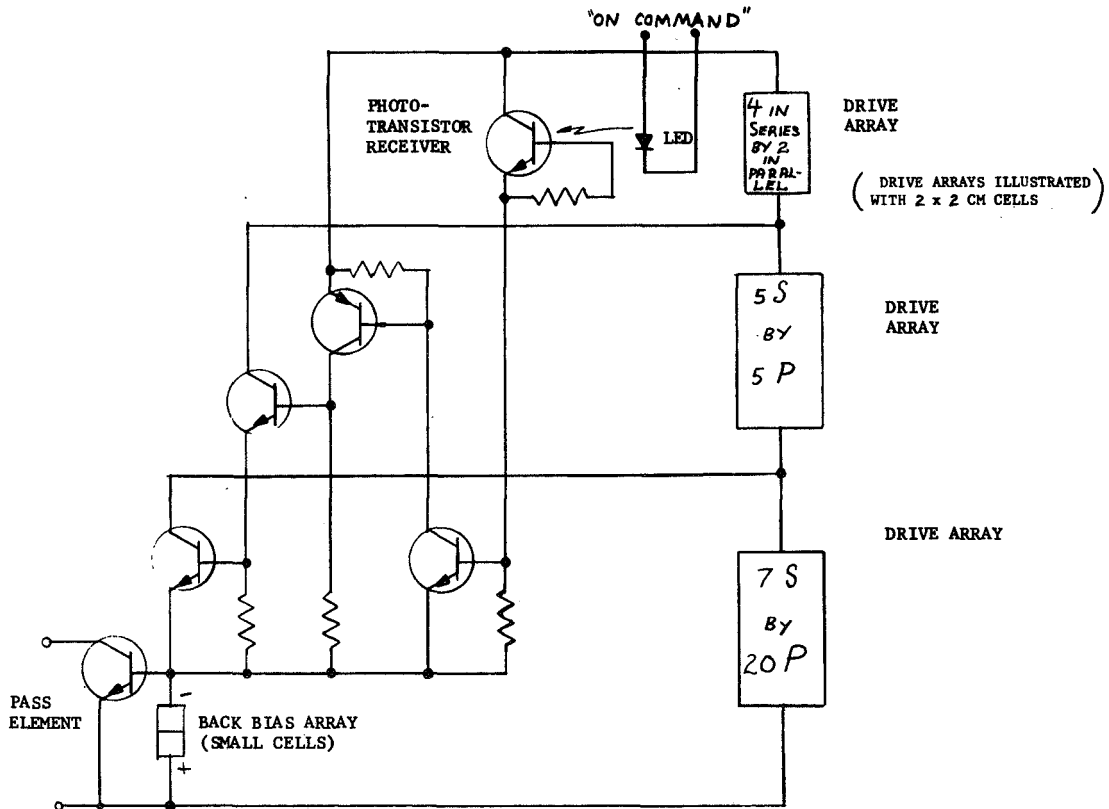 "ON COMMAND"
PHOTO-
TRANSISTOR
RECEIVER
LED
4 IN
SERIES
BY 2
IN
PARAL-
LEL
DRIVE
ARRAY
( DRIVE ARRAYS ILLUSTRATED
WITH 2 x 2 CM CELLS )
5 S
BY
5 P
DRIVE
ARRAY
7 S
BY
20 P
DRIVE ARRAY
PASS
ELEMENT
-
BACK BIAS ARRAY
(SMALL CELLS)
+